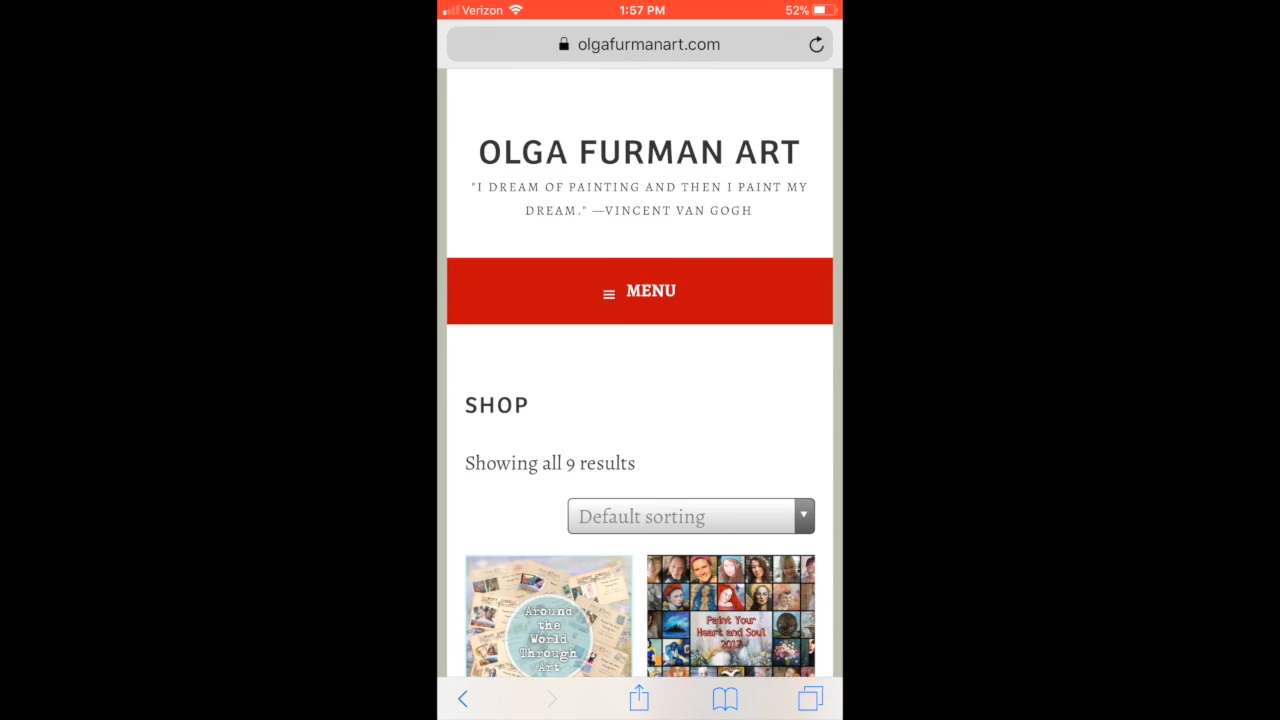 Verizon 1:57 PM 52%
olgafurmanart.com
OLGA FURMAN ART
"I DREAM OF PAINTING AND THEN I PAINT MY
DREAM." —VINCENT VAN GOGH
MENU
SHOP
Showing all 9 results
Default sorting
Around
the
World
Through
Art
Paint Your
Heart and Soul
2017